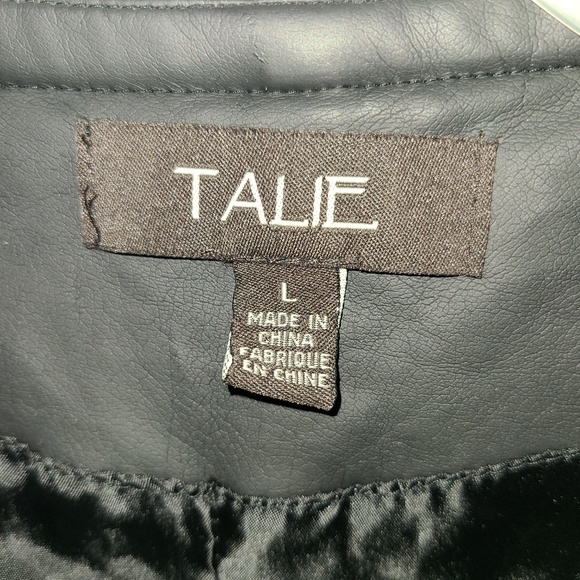 TALIE
L
MADE IN
CHINA
FABRIQUE
EN CHINE